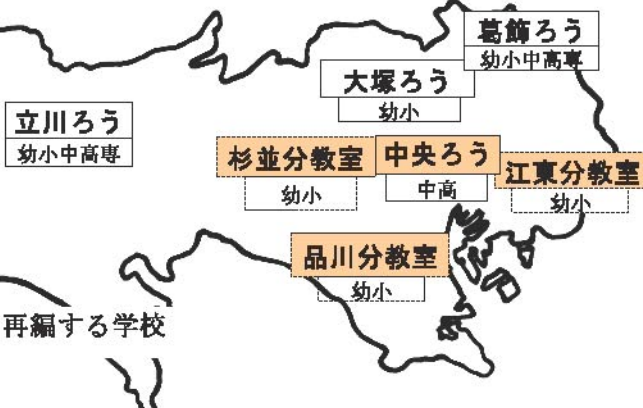 葛飾ろう
幼小中高専
大塚ろう
幼小
立川ろう
幼小中高専
杉並分教室
幼小
中央ろう
中高
江東分教室
幼小
品川分教室
幼小
再編する学校